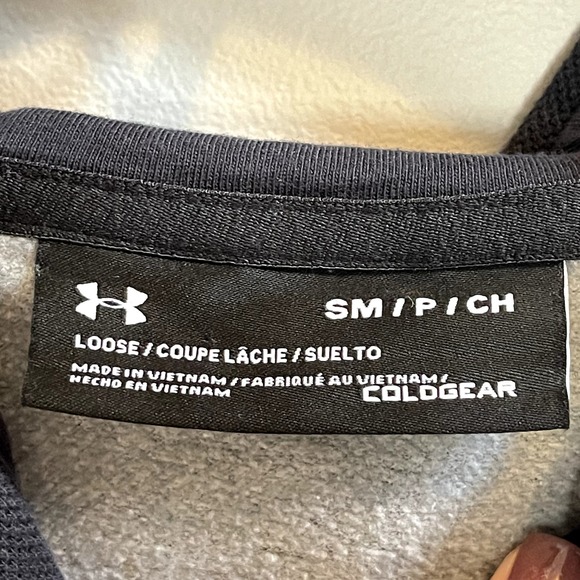 SM / P / CH
LOOSE / COUPE LÂCHE / SUELTO
MADE IN VIETNAM / FABRIQUÉ AU VIETNAM /
HECHO EN VIETNAM
COLDGEAR